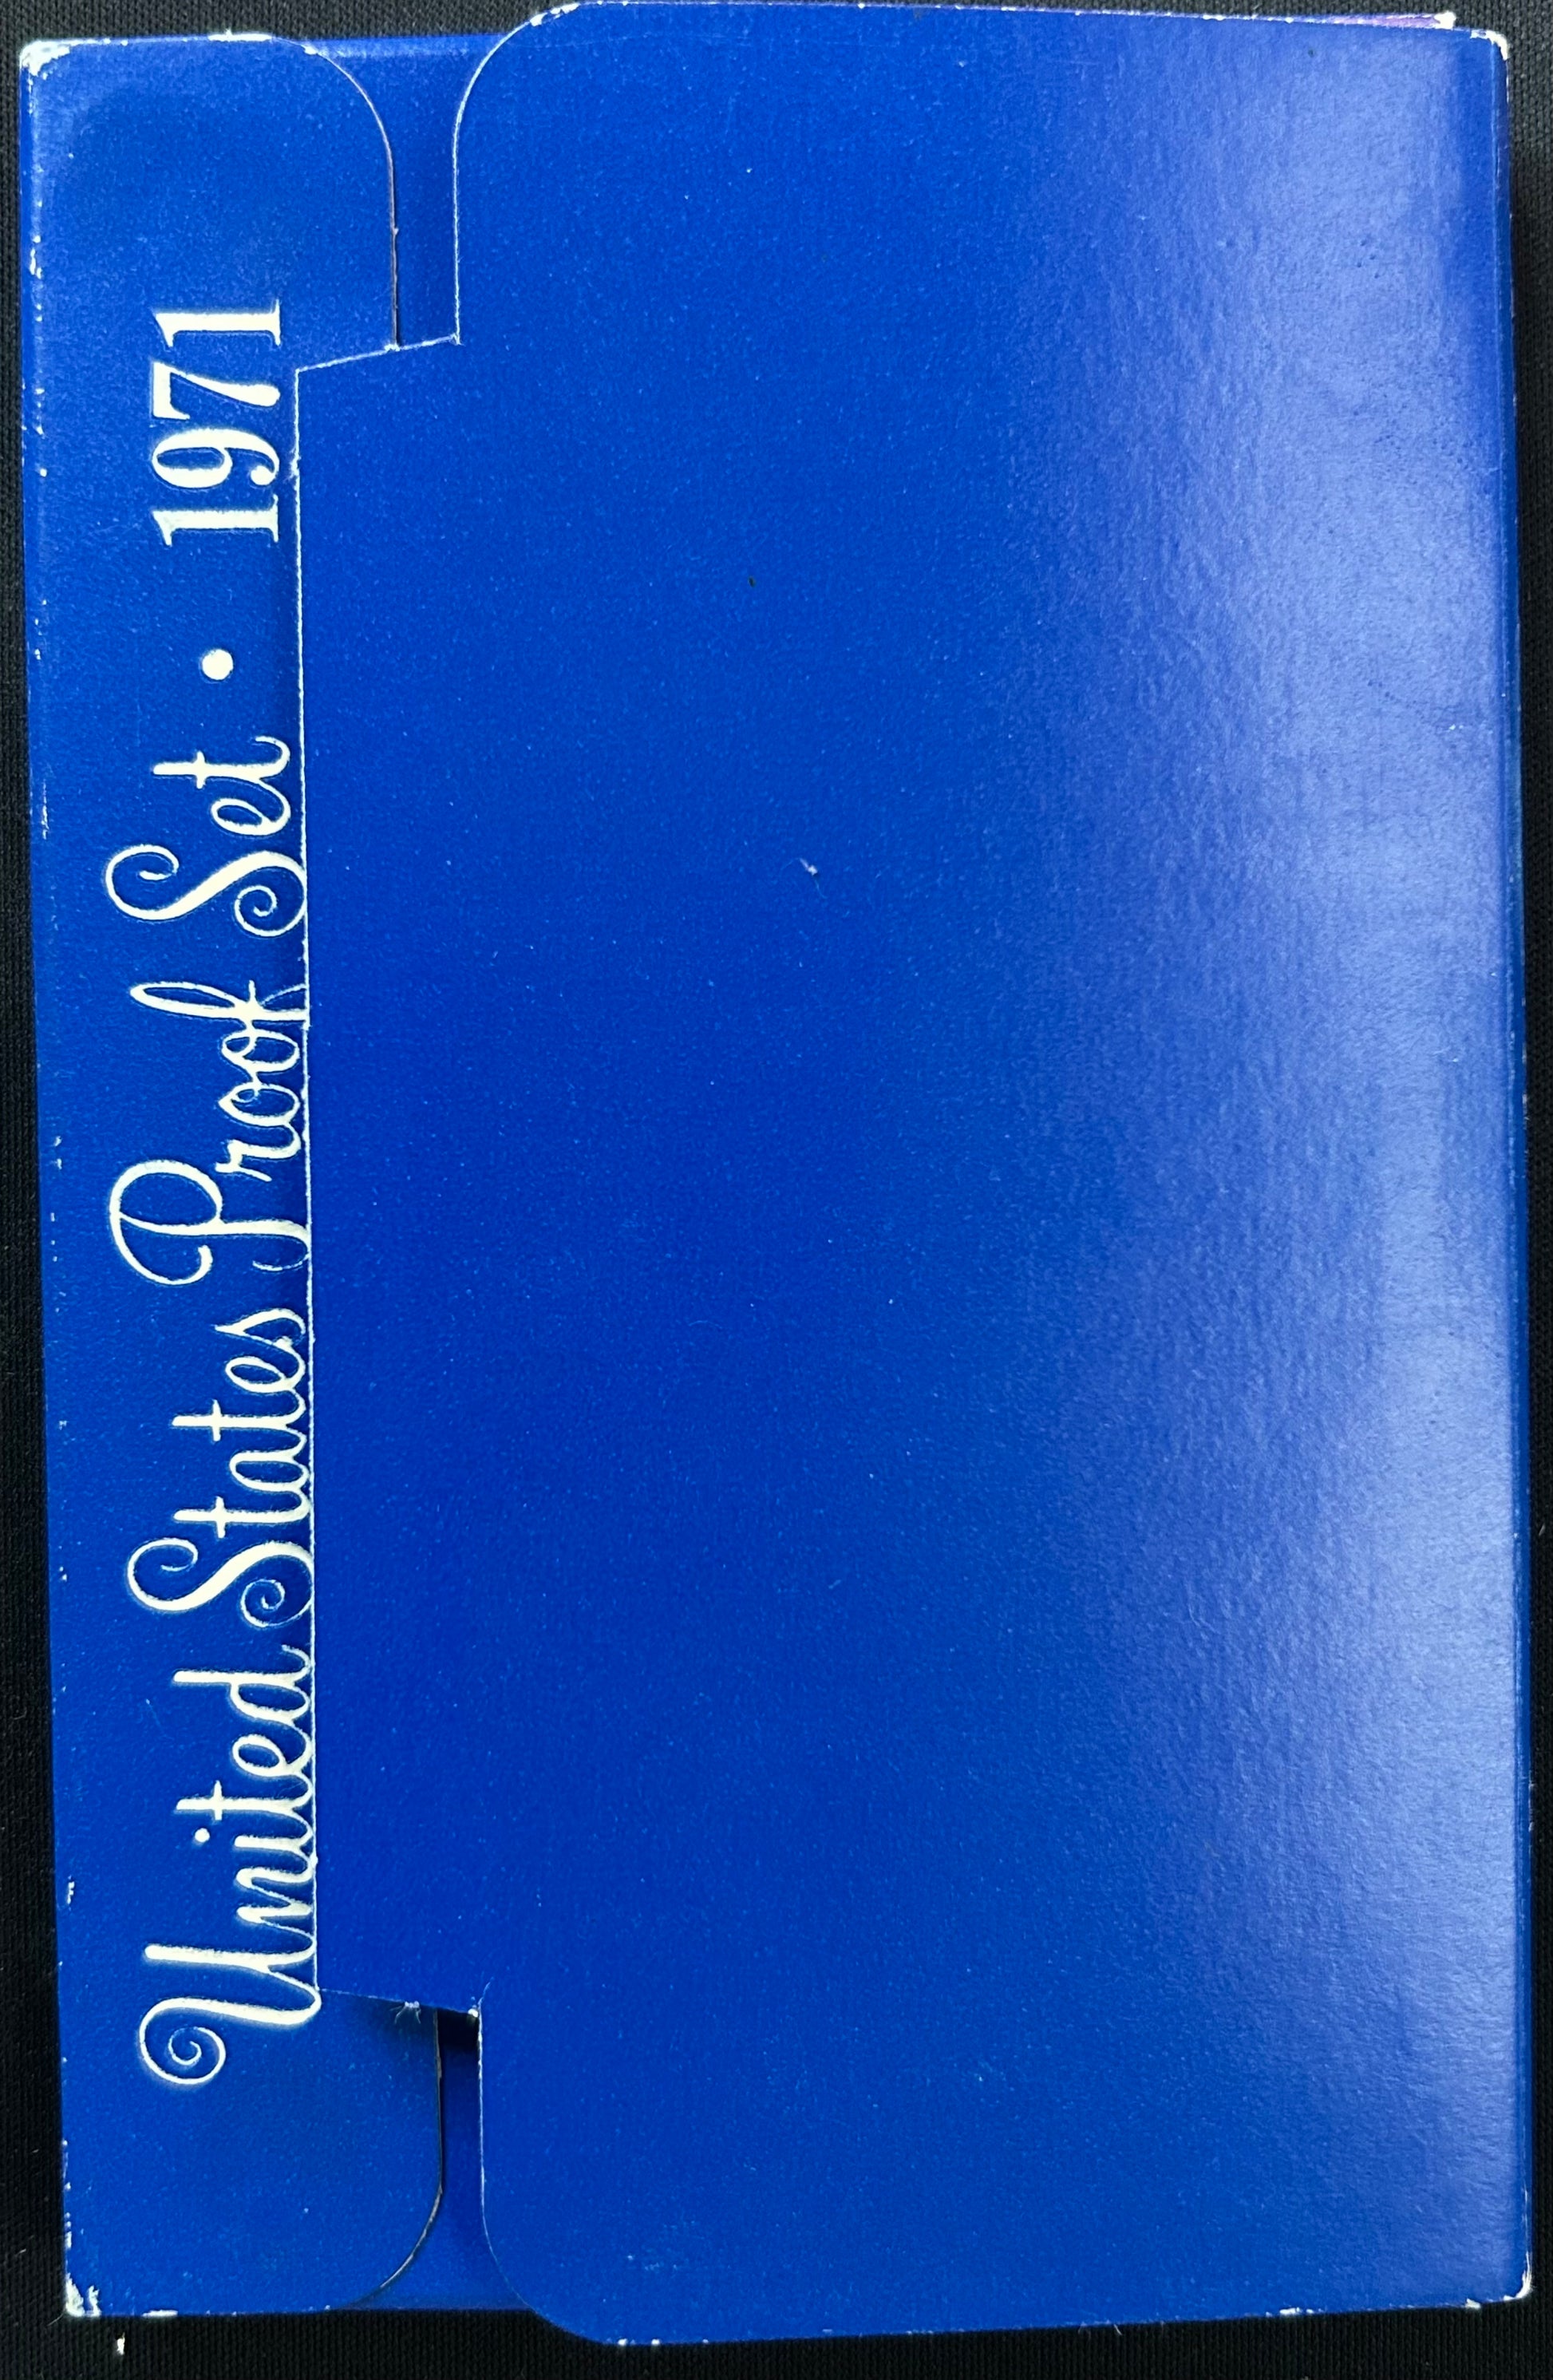 United States Proof Set • 1971